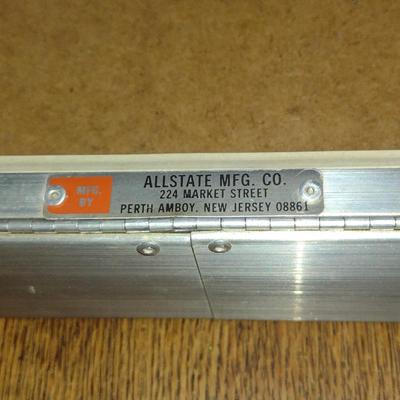 MFG.
BY
ALLSTATE MFG. CO.
224 MARKET STREET
PERTH AMBOY, NEW JERSEY 08861